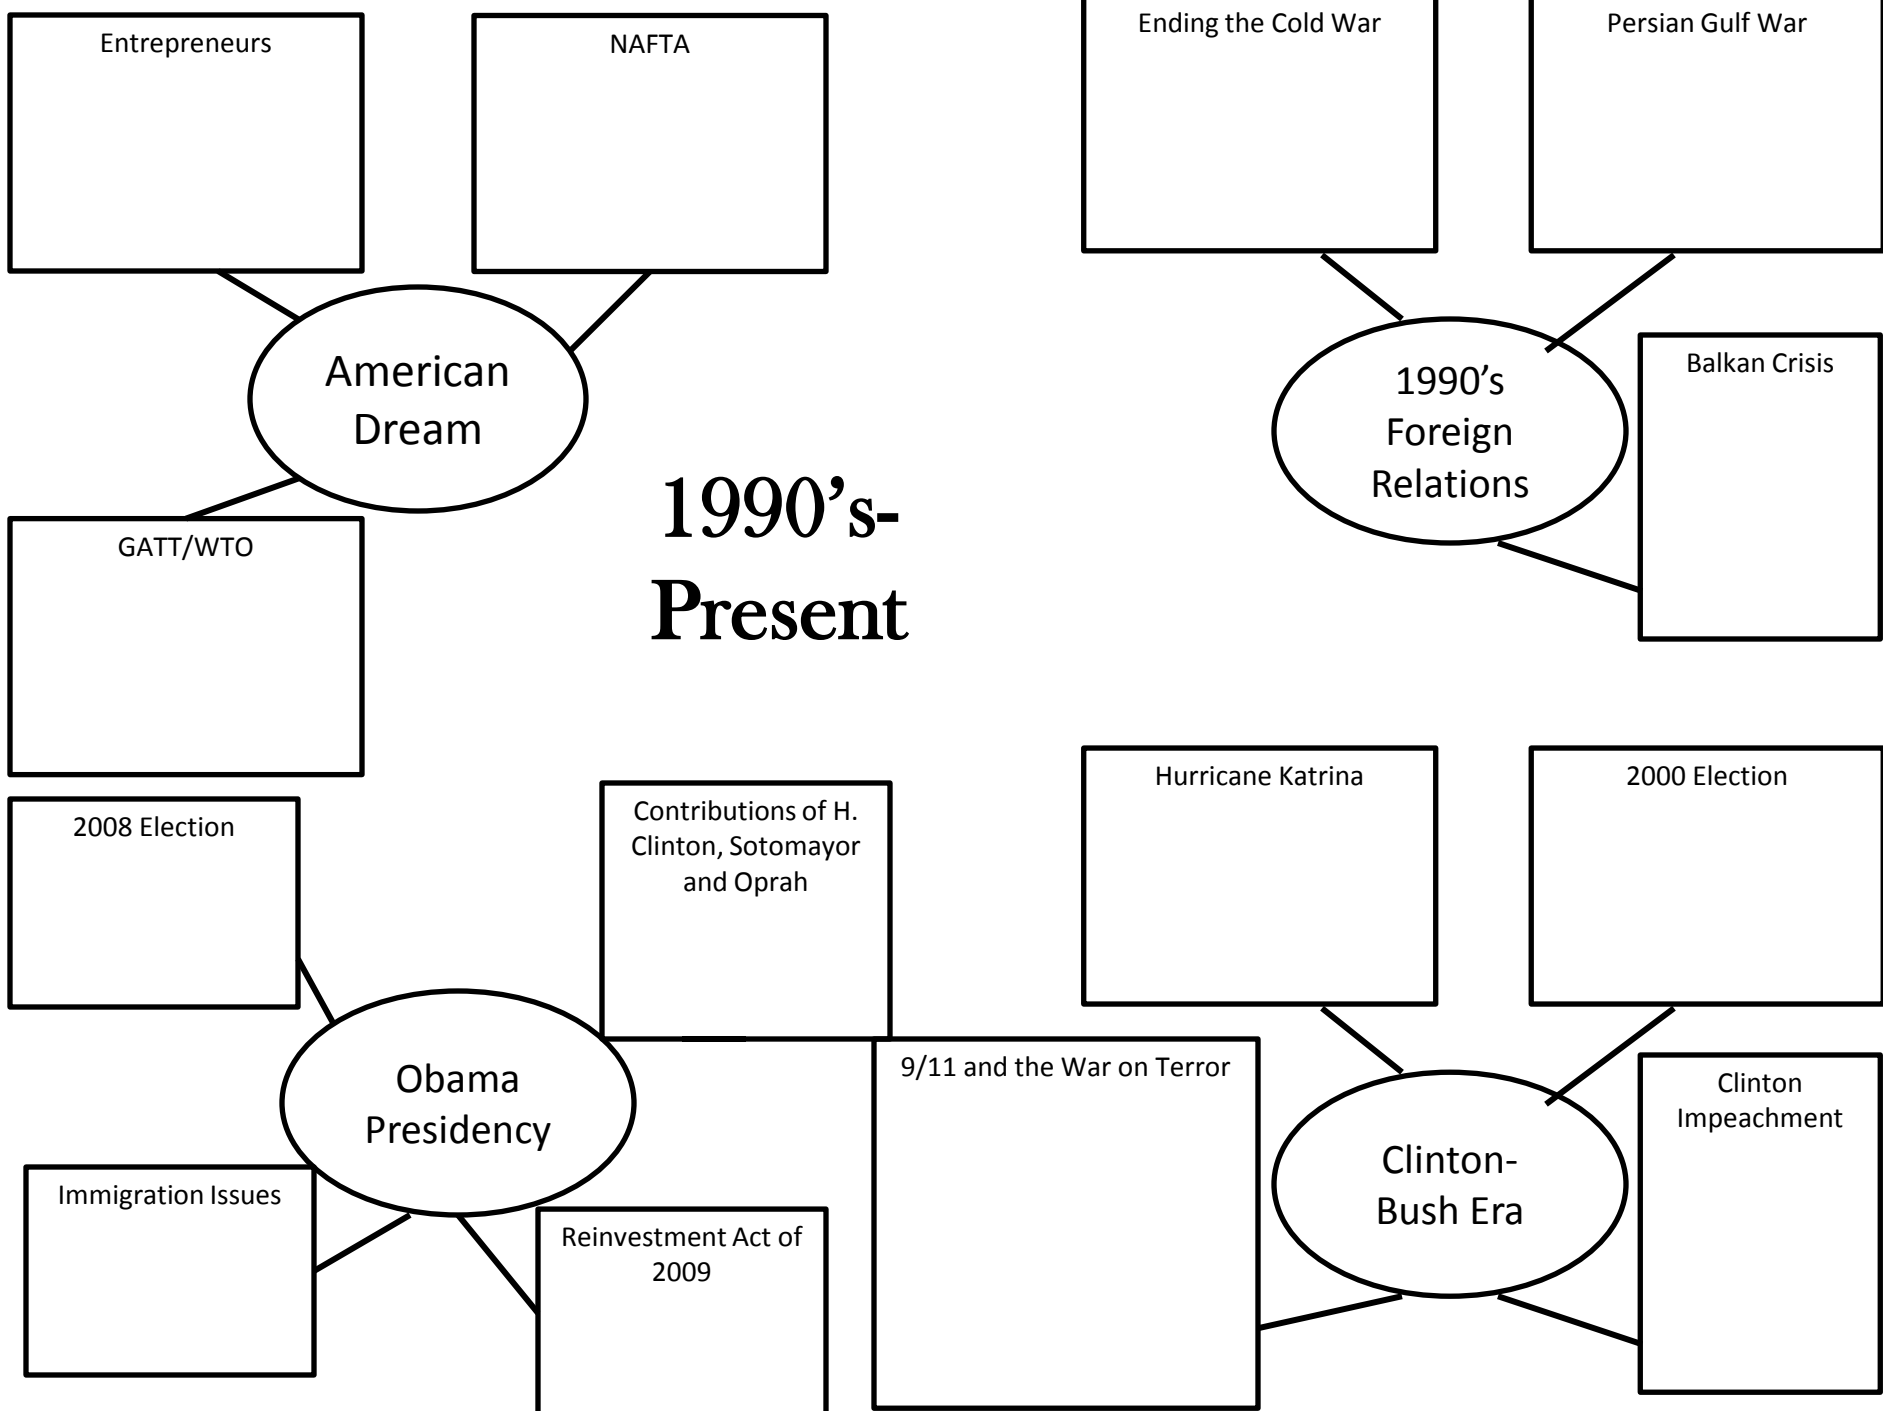 Entrepreneurs
NAFTA
American
Dream
GATT/WTO
Ending the Cold War
Persian Gulf War
1990’s
Foreign
Relations
Balkan Crisis
1990’s-
Present
2008 Election
Contributions of H.
Clinton, Sotomayor
and Oprah
Obama
Presidency
Immigration Issues
Reinvestment Act of
2009
Hurricane Katrina
2000 Election
9/11 and the War on Terror
Clinton-
Bush Era
Clinton
Impeachment